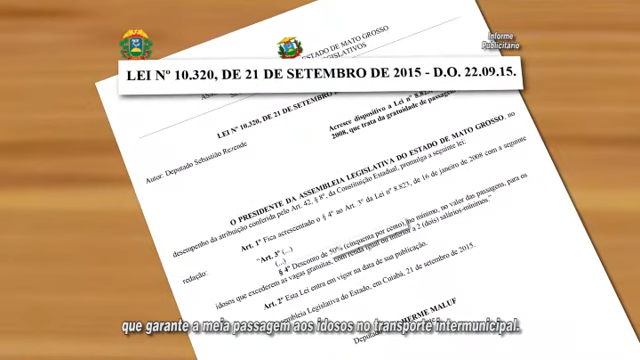 Informe
Publicitário
LEI Nº 10.320, DE 21 DE SETEMBRO DE 2015 - D.O. 22.09.15.
ESTADO DE MATO GROSSO
LEI Nº 10.320, DE 21 DE SETEMBRO
Autor: Deputado Sebastião Rezende
Acresce dispositivo a Lei nº 8.823,
2008, que trata da gratuidade de passagem
O PRESIDENTE DA ASSEMBLEIA LEGISLATIVA DO ESTADO DE MATO GROSSO, no
desempenho da atribuição conferida pelo Art. 42, § 8º, da Constituição Estadual, promulga a seguinte lei:
Art. 1º Fica acrescentado o § 4º ao Art. 3º da Lei nº 8.823, de 16 de janeiro de 2008 com a seguinte
redação:
"Art. 3º (...)
(...)
§ 4º Desconto de 50% (cinquenta por cento), no mínimo, no valor das passagens, para os
idosos que excederem as vagas gratuitas, com renda igual ou inferior a 2 (dois) salários-mínimos."
Art. 2º Esta Lei entra em vigor na data de sua publicação.
Assembleia Legislativa do Estado, em Cuiabá, 21 de setembro de 2015.
HERME MALUF
Deputado
que garante a meia passagem aos idosos no transporte intermunicipal.